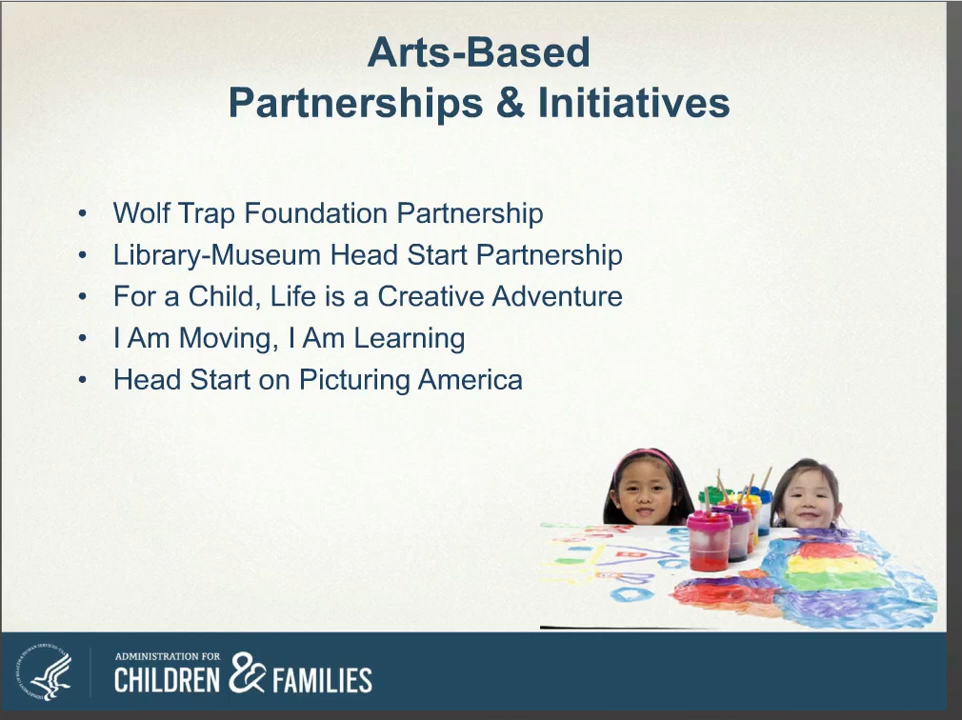 Arts-Based
Partnerships & Initiatives
• Wolf Trap Foundation Partnership
• Library-Museum Head Start Partnership
• For a Child, Life is a Creative Adventure
• I Am Moving, I Am Learning
• Head Start on Picturing America
ADMINISTRATION FOR
CHILDREN & FAMILIES